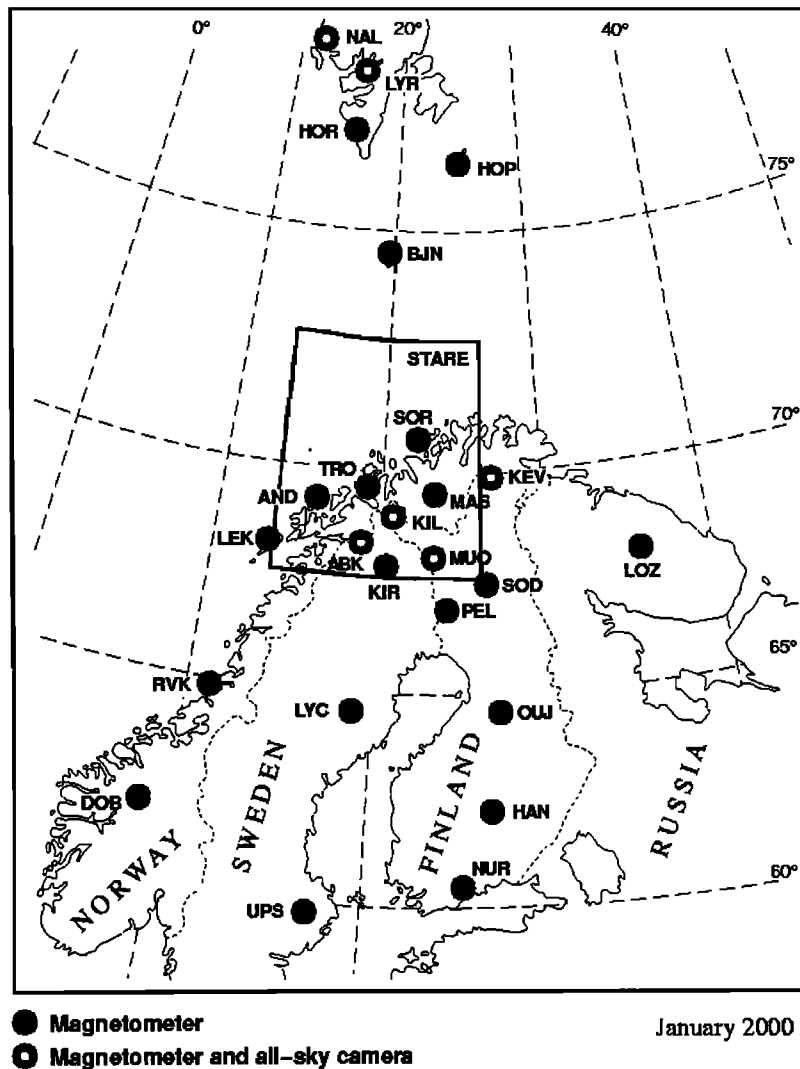 0° 20° 40°
NAL
LYR
HOR
HOP
75°
BJN
STARE
SOR
70°
TRO
KEV
AND
MAS
KIL
LEK
ABK
MUO
LOZ
KIR
SOD
PEL
65°
RVK
LYC
OUJ
SWEDEN
FINLAND
RUSSIA
DOB
HAN
NORWAY
NUR
60°
UPS
Magnetometer
January 2000
Magnetometer and all-sky camera